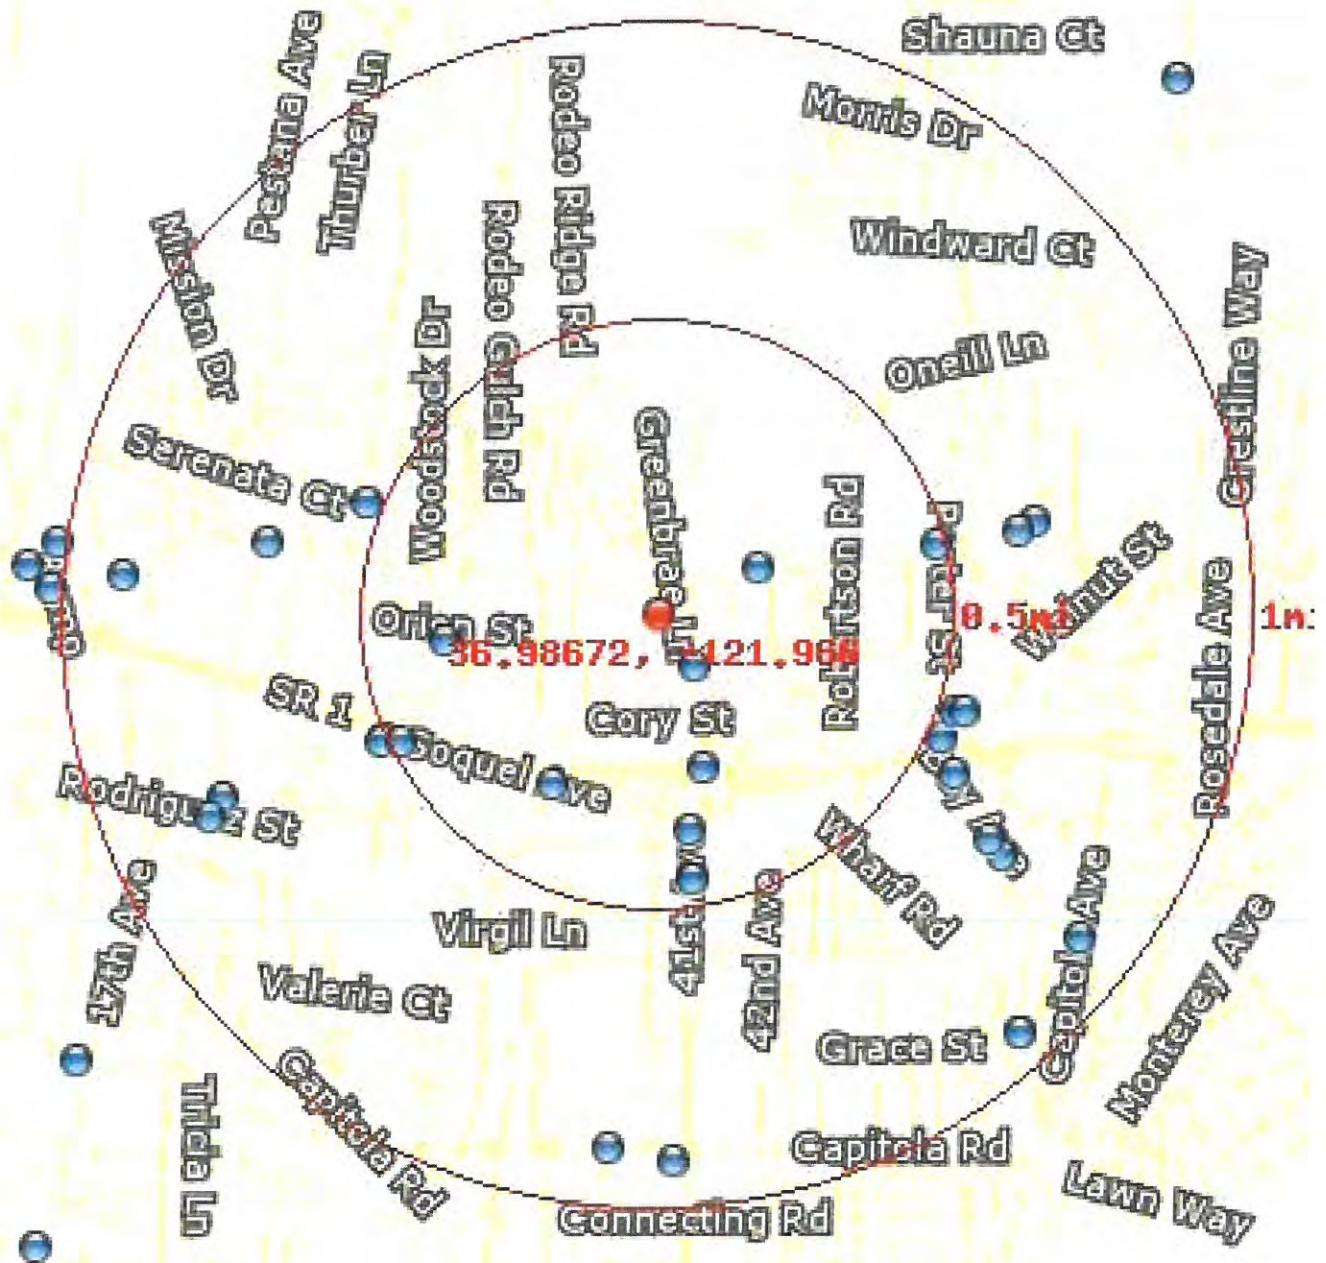 Shauna Ct
Pestana Ave
Thurber Ln
Rodeo Ridge Rd
Morris Dr
Mission Dr
Rodeo Gulch Rd
Windward Ct
Crestline Way
Woodstock Dr
Oneill Ln
Serenata Ct
Greenbrae Ln
Robertson Rd
Walnut St
Orion St
0.5mi
1m
36.98672, -121.966
Rosedale Ave
SR 1
Cory St
Soquel Ave
Rodriguez St
Wharf Rd
17th Ave
Virgil Ln
41st Ave
42nd Ave
Capitola Ave
Monterey Ave
Valerie Ct
Grace St
Capitola Rd
Trida Ln
Capitola Rd
Lawn Way
Connecting Rd